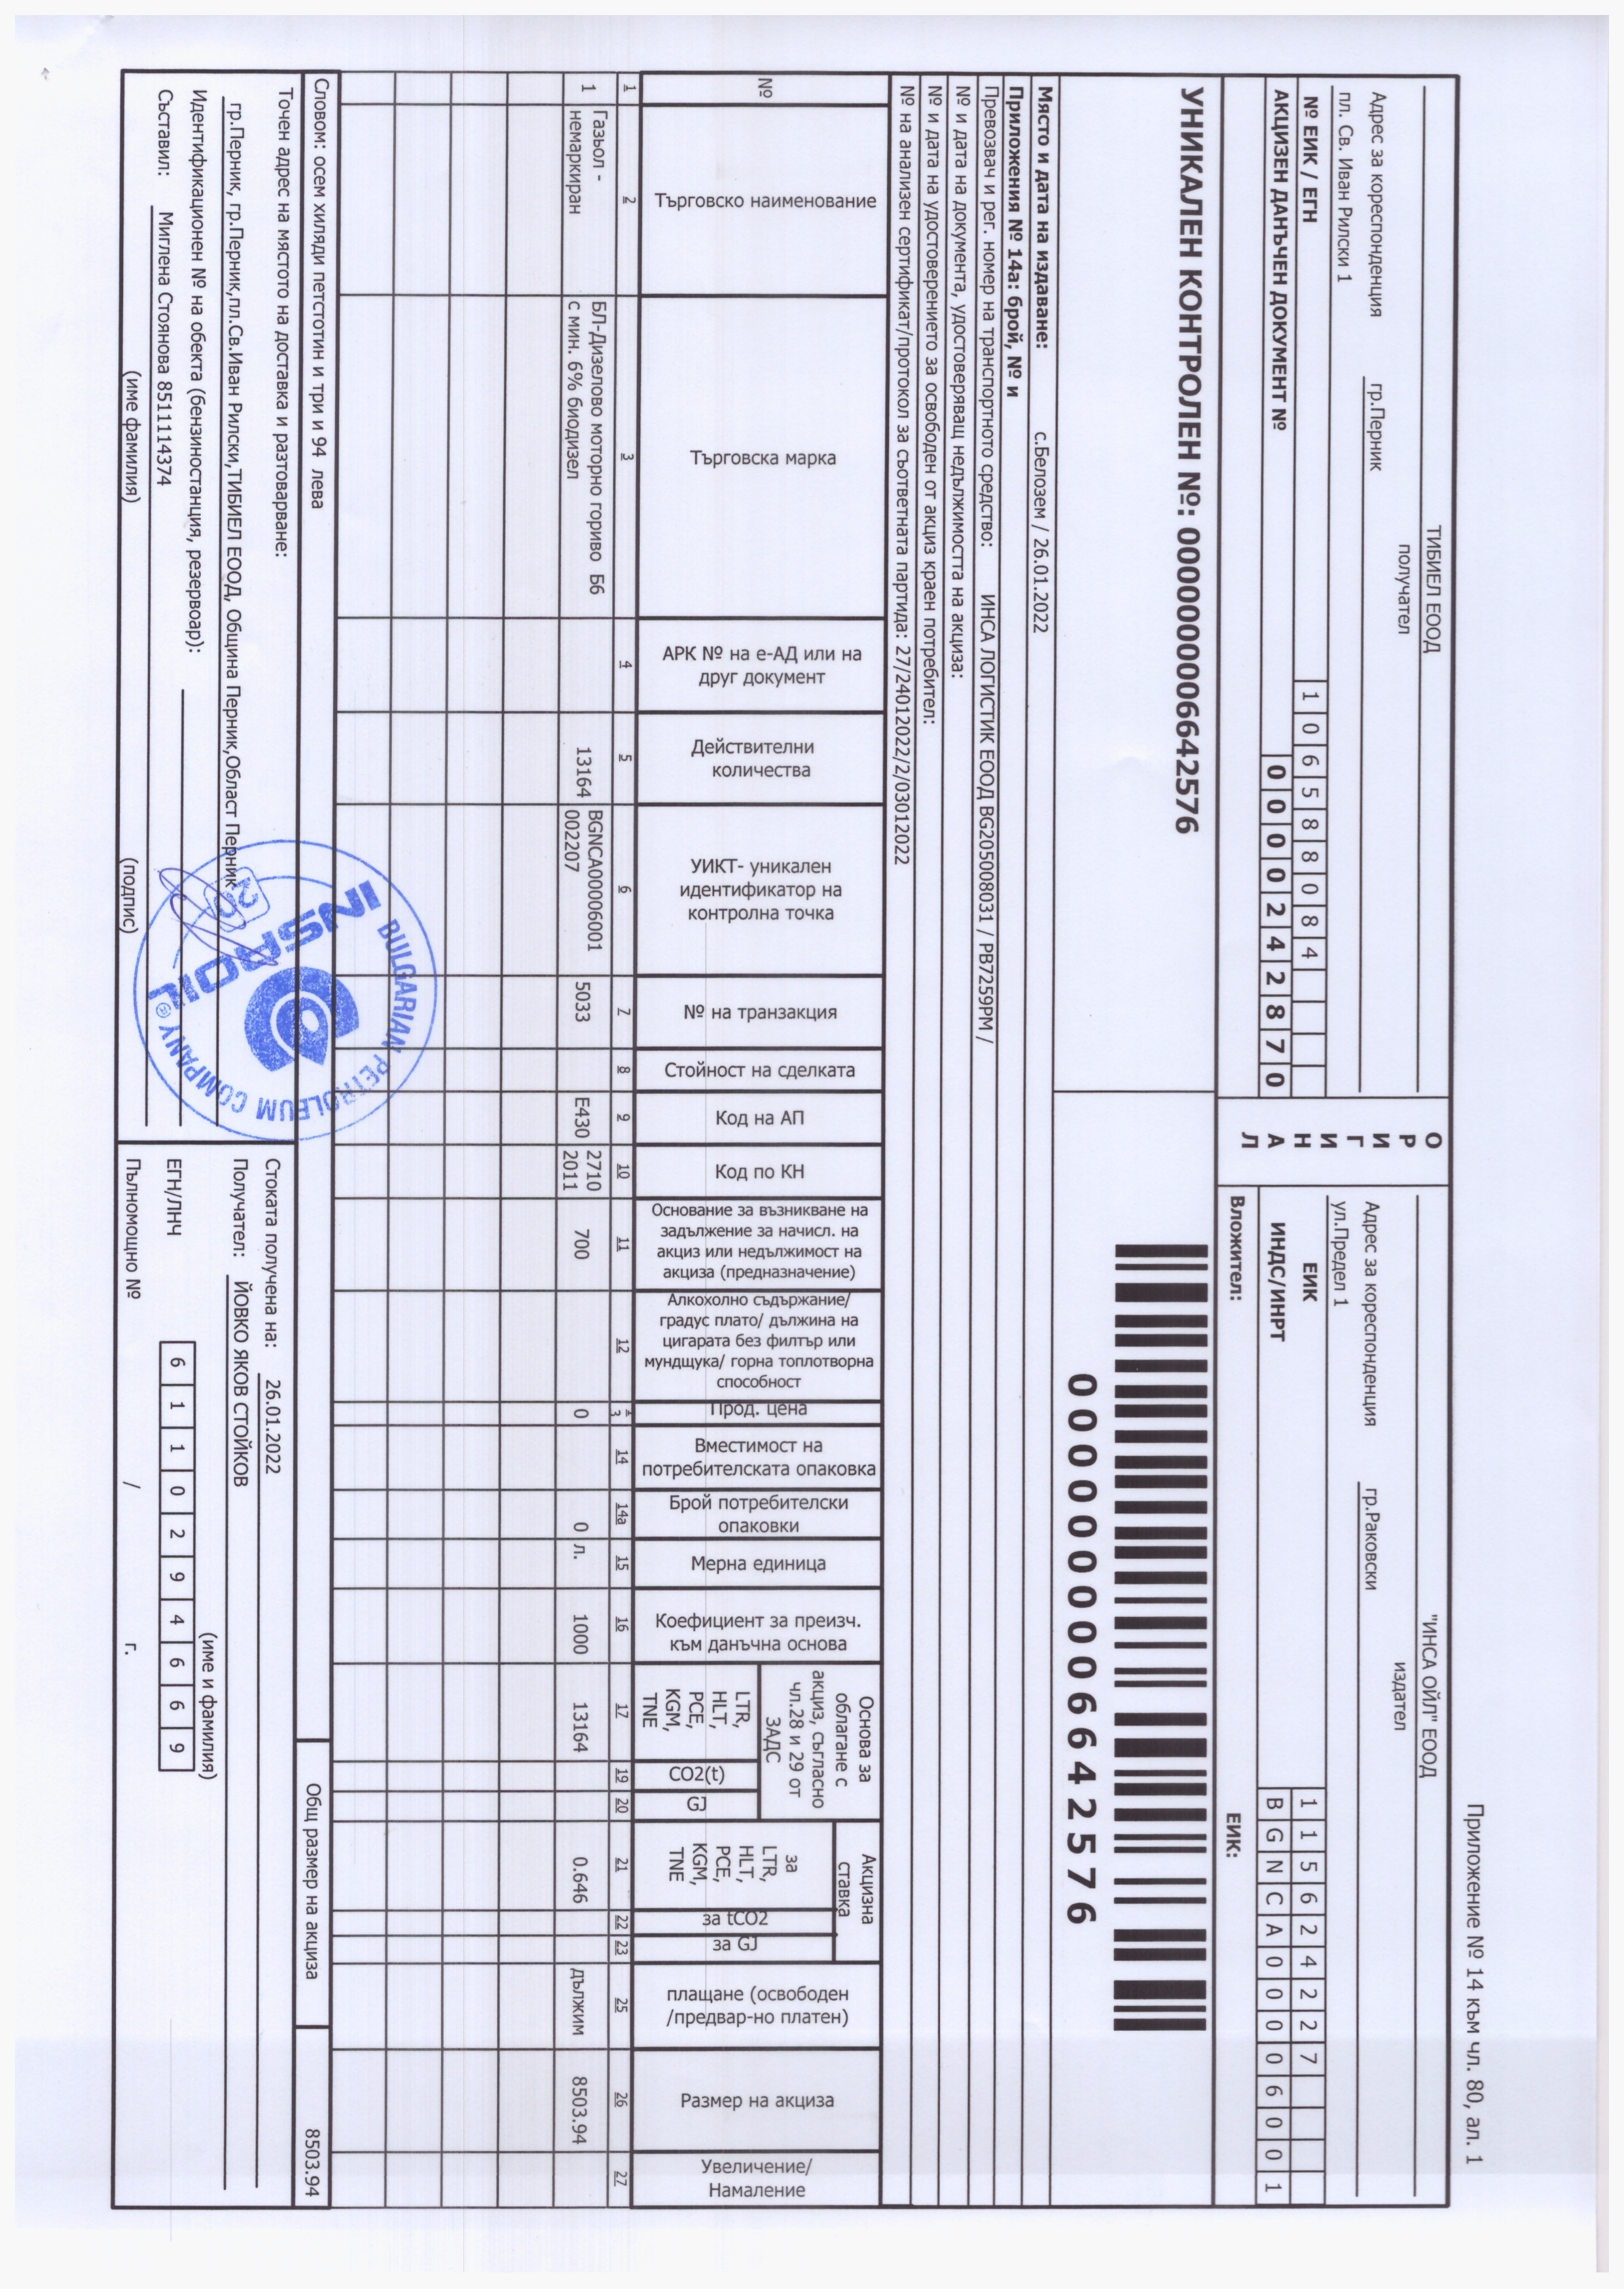 Приложение № 14 към чл. 80, ал. 1
ТИБИЕЛ ЕООД
получател
Адрес за кореспонденция гр.Перник
пл. Св. Иван Рилски 1
№ ЕИК / ЕГН 1 0 6 5 8 8 0 8 4
АКЦИЗЕН ДАНЪЧЕН ДОКУМЕНТ № 0 0 0 0 0 2 4 2 8 7 0
О Р И Г И Н А Л
"ИНСА ОЙЛ" ЕООД
издател
Адрес за кореспонденция гр.Раковски
ул.Предел 1
ЕИК 1 1 5 6 2 4 2 2 7
ИНДС/ИНРТ B G N C A 0 0 0 0 6 0 0 1
Вложител: ЕИК:
УНИКАЛЕН КОНТРОЛЕН №: 0000000006642576
0000000006642576
Място и дата на издаване: с.Белозем / 26.01.2022
Приложения № 14а: брой, № и
Превозвач и рег. номер на транспортното средство: ИНСА ЛОГИСТИК ЕООД BG205008031 / PB7259PM /
№ и дата на документа, удостоверяващ недължимостта на акциза:
№ и дата на удостоверението за освободен от акциз краен потребител:
№ на анализен сертификат/протокол за съответната партида: 27/24012022/2/03012022
№
Търговско наименование
Търговска марка
АРК № на е-АД или на
друг документ
Действителни
количества
УИКТ- уникален
идентификатор на
контролна точка
№ на транзакция
Стойност на сделката
Код на АП
Код по КН
Основание за възникване на
задължение за начисл. на
акциз или недължимост на
акциза (предназначение)
Алкохолно съдържание/
градус плато/ дължина на
цигарата без филтър или
мундщука/ горна топлотворна
способност
Прод. цена
Вместимост на
потребителската опаковка
Брой потребителски
опаковки
Мерна единица
Коефициент за преизч.
към данъчна основа
Основа за
облагане с
акциз, съгласно
чл.28 и 29 от
ЗАДС
LTR,
HLT,
PCE,
KGM,
TNE
CO2(t)
GJ
Акцизна
ставка
за
LTR,
HLT,
PCE,
KGM,
TNE
за tCO2
за GJ
плащане (освободен
/предвар-но платен)
Размер на акциза
Увеличение/
Намаление
1 2 3 4 5 6 7 8 9 10 11 12 13 14 14a 15 16 17 19 20 21 22 23 25 26 27
1 Газьол - БЛ-Дизелово моторно гориво Б6 13164 BGNCA00006001 5033 E430 2710 700 0 0 л. 1000 13164 0.646 дължим 8503.94
немаркиран с мин. 6% биодизел 002207 2011
Словом: осем хиляди петстотин и три и 94 лева Общ размер на акциза 8503.94
Точен адрес на мястото на доставка и разтоварване:
гр.Перник, гр.Перник,пл.Св.Иван Рилски,ТИБИЕЛ ЕООД, Община Перник,Област Перник
Идентификационен № на обекта (бензиностанция, резервоар):
Съставил: Миглена Стоянова 8511114374
(име фамилия) (подпис)
Стоката получена на: 26.01.2022
Получател: ЙОВКО ЯКОВ СТОЙКОВ
(име и фамилия)
ЕГН/ЛНЧ 6 1 1 0 2 9 4 6 6 9
Пълномощно № / г.
BULGARIAN PETROLEUM COMPANY ®
INSA OIL
26